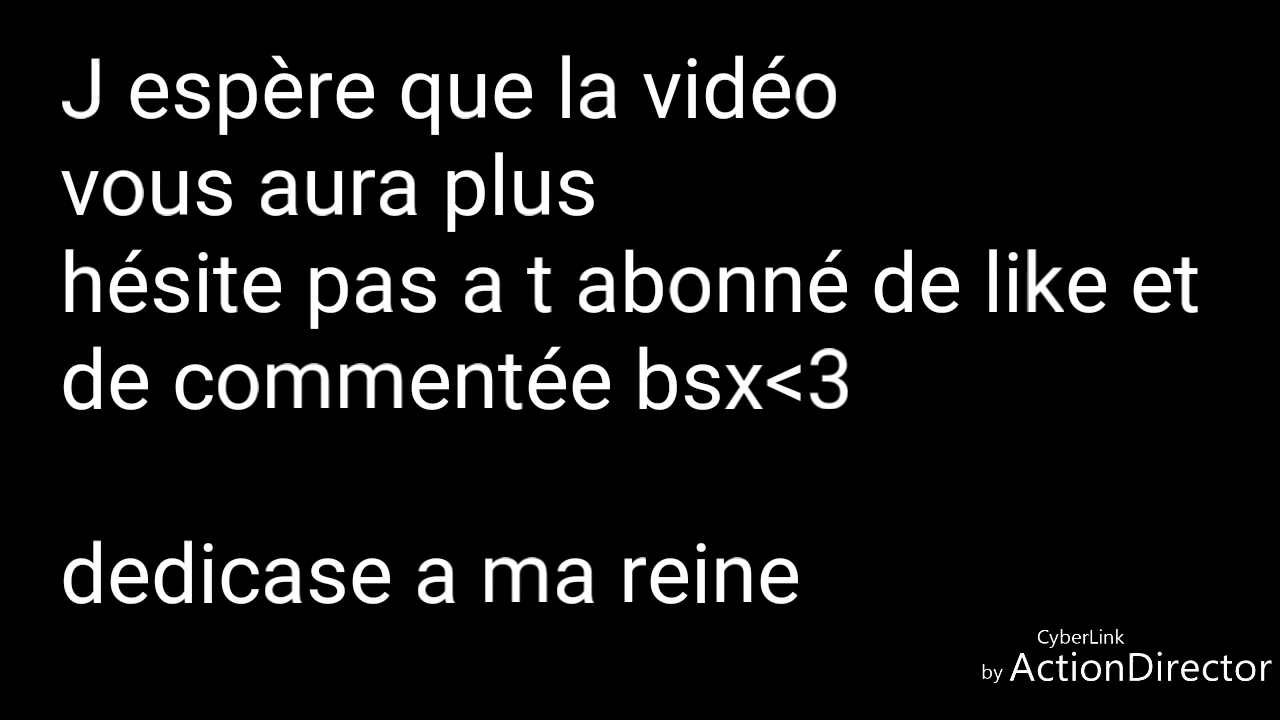 J espère que la vidéo
vous aura plus
hésite pas a t abonné de like et
de commentée bsx<3
dedicase a ma reine
CyberLink
by ActionDirector